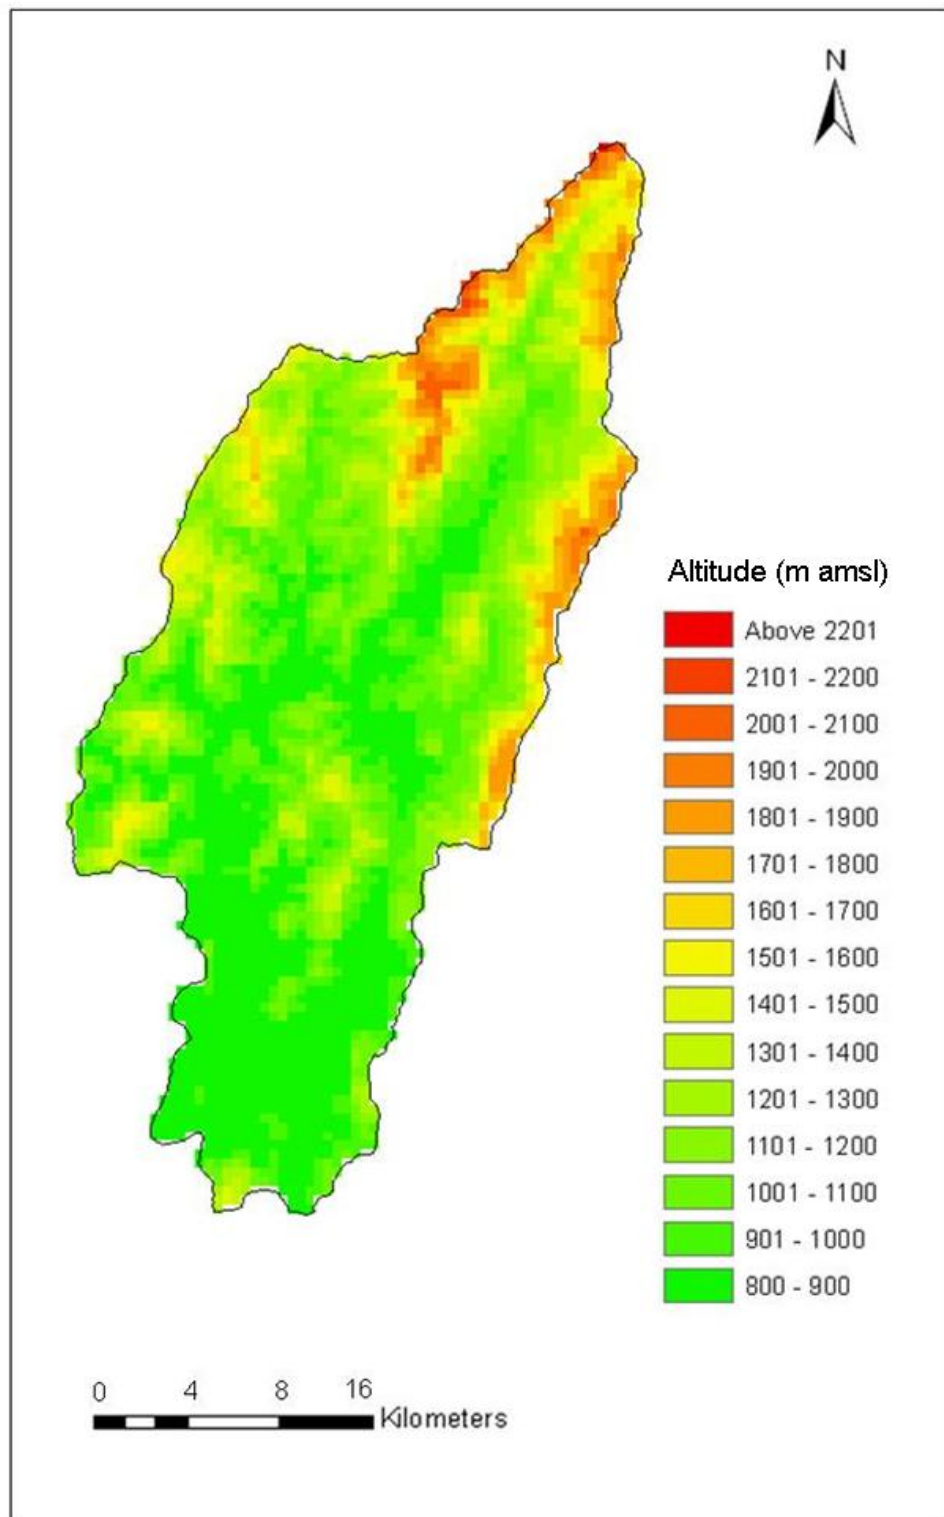 N
Altitude (m amsl)
Above 2201
2101 - 2200
2001 - 2100
1901 - 2000
1801 - 1900
1701 - 1800
1601 - 1700
1501 - 1600
1401 - 1500
1301 - 1400
1201 - 1300
1101 - 1200
1001 - 1100
901 - 1000
800 - 900
0 4 8 16
Kilometers